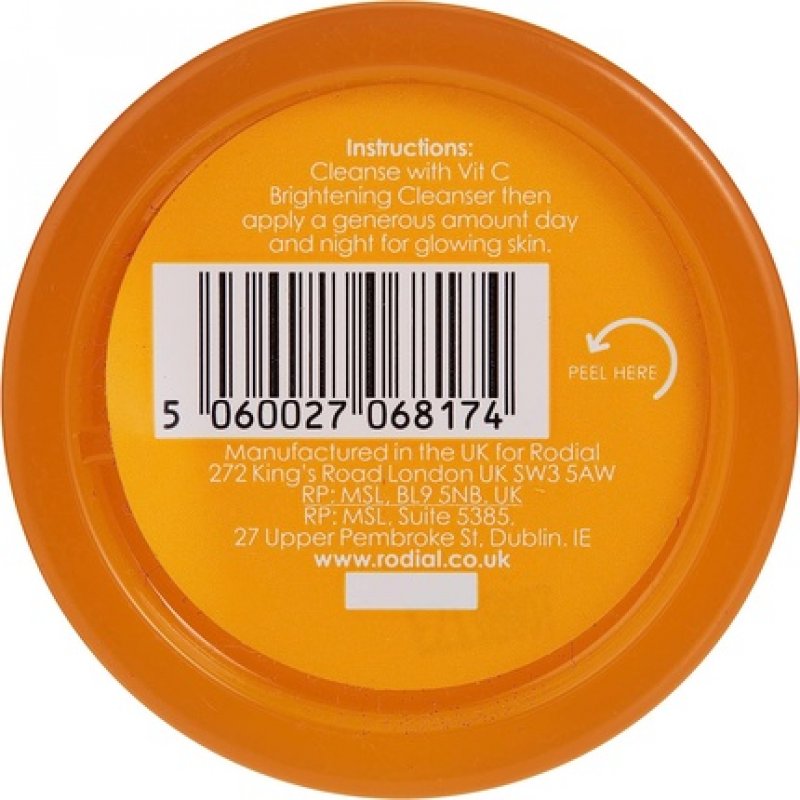 Instructions:
Cleanse with Vit C
Brightening Cleanser then
apply a generous amount day
and night for glowing skin.
PEEL HERE
5 060027 068174
Manufactured in the UK for Rodial
272 King's Road London UK SW3 5AW
RP: MSL, BL9 5NB. UK
RP: MSL, Suite 5385,
27 Upper Pembroke St, Dublin. IE
www.rodial.co.uk